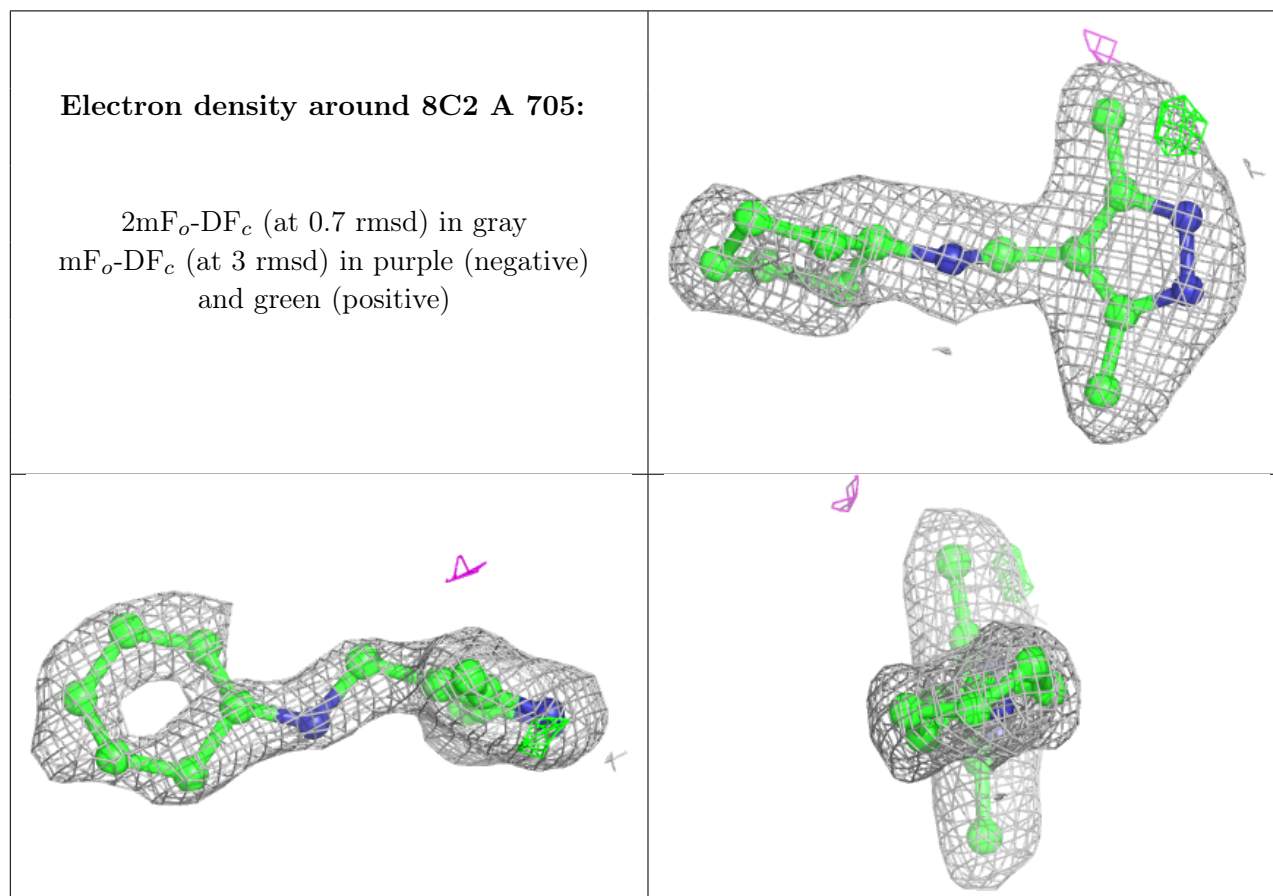 Electron density around 8C2 A 705:
2mFo-DFc (at 0.7 rmsd) in gray
mFo-DFc (at 3 rmsd) in purple (negative)
and green (positive)